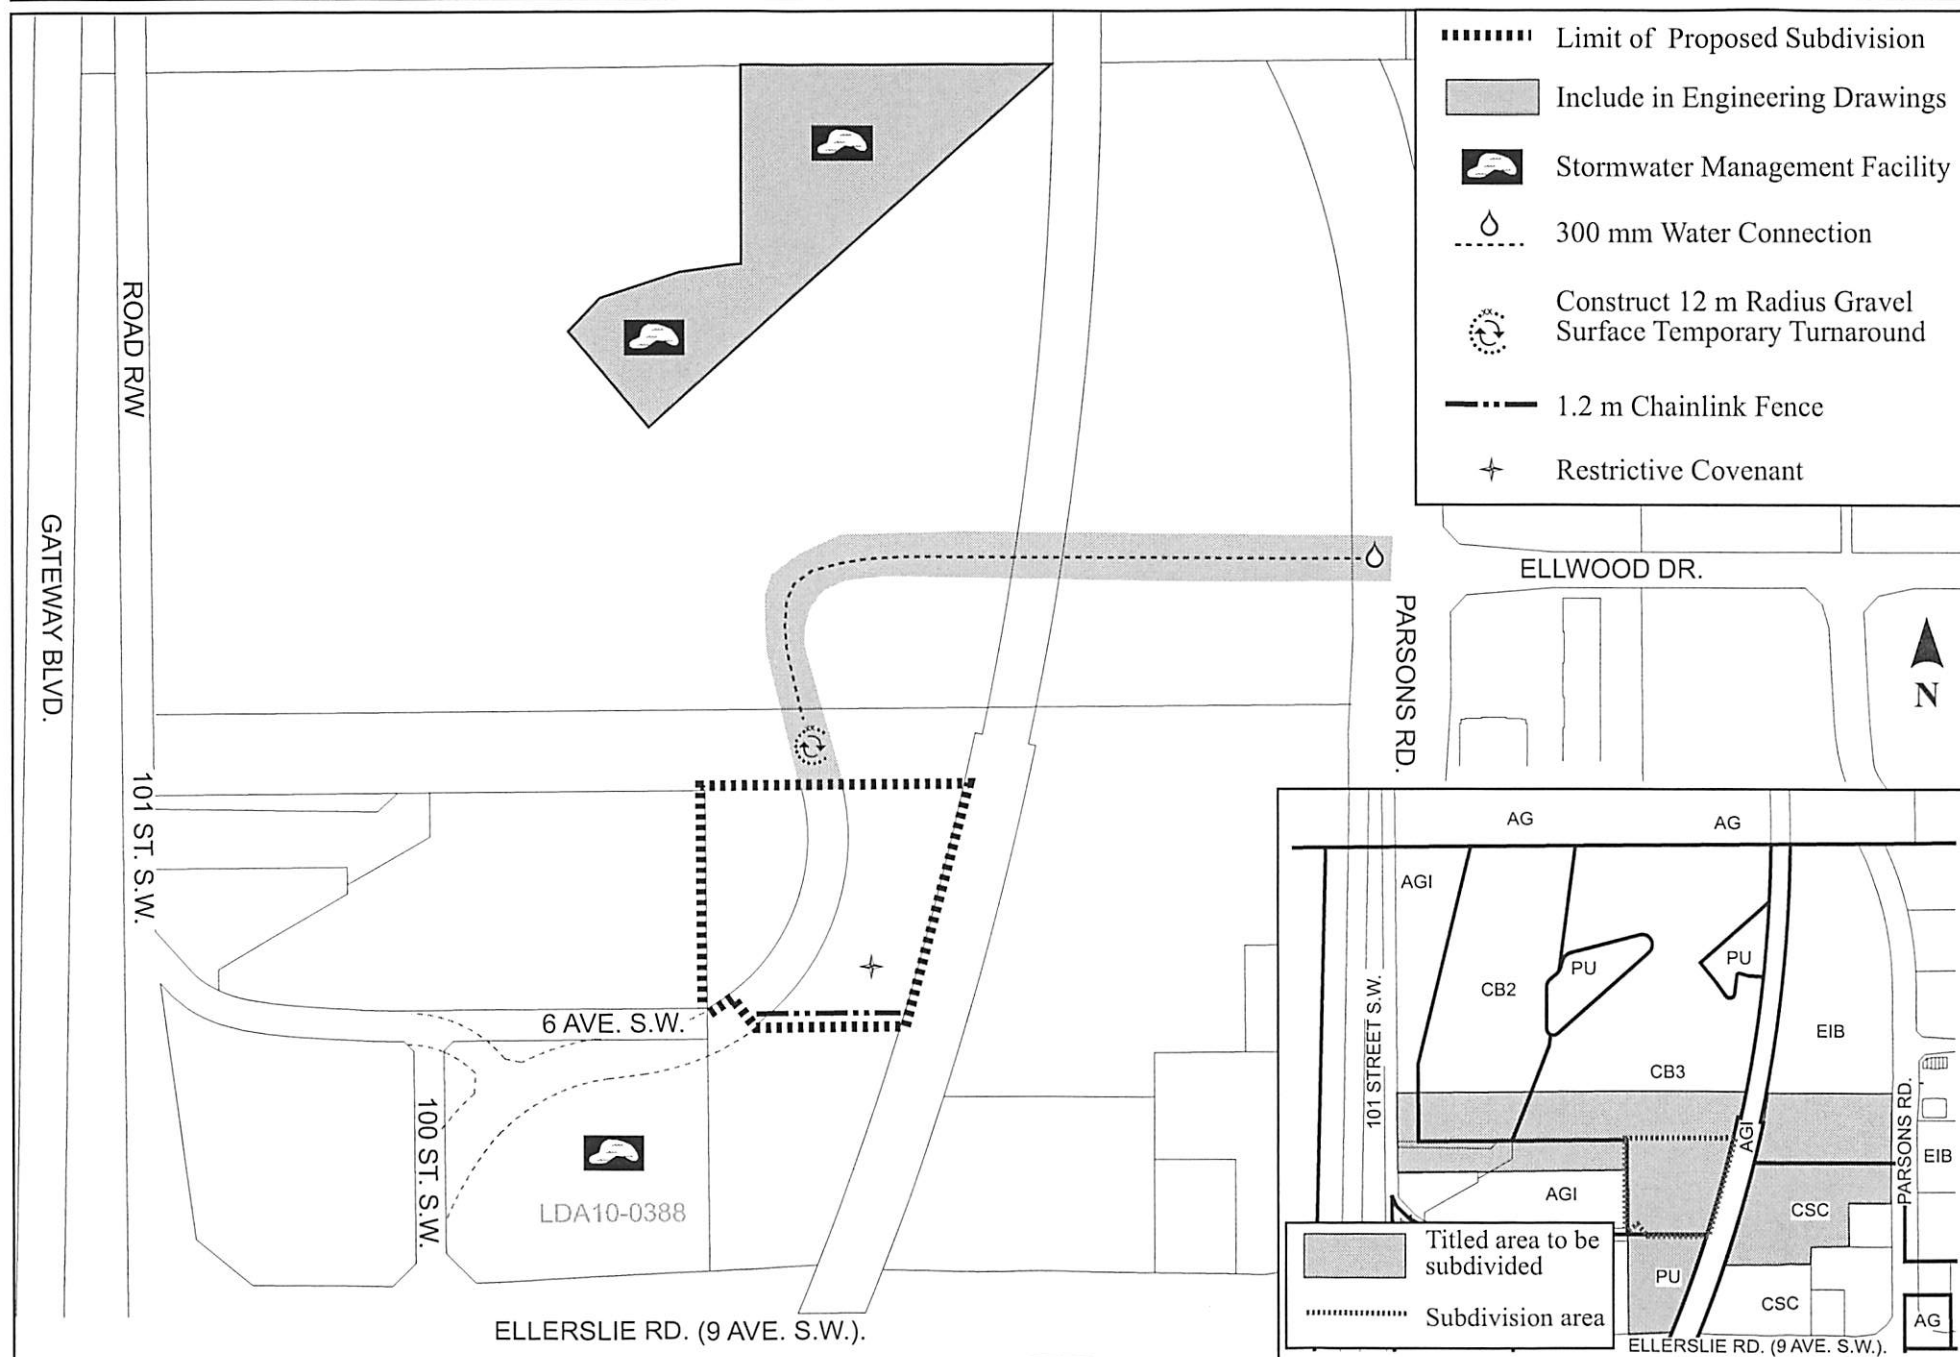 Limit of Proposed Subdivision
Include in Engineering Drawings
Stormwater Management Facility
300 mm Water Connection
Construct 12 m Radius Gravel
Surface Temporary Turnaround
1.2 m Chainlink Fence
Restrictive Covenant
ROAD R/W
GATEWAY BLVD.
101 ST. S.W.
ELLWOOD DR.
PARSONS RD.
N
6 AVE. S.W.
100 ST. S.W.
LDA10-0388
ELLERSLIE RD. (9 AVE. S.W.).
AG
AG
AGI
PU
PU
CB2
EIB
CB3
101 STREET S.W.
AGI
PARSONS RD.
EIB
AGI
CSC
Titled area to be
subdivided
PU
Subdivision area
CSC
AG
ELLERSLIE RD. (9 AVE. S.W.).